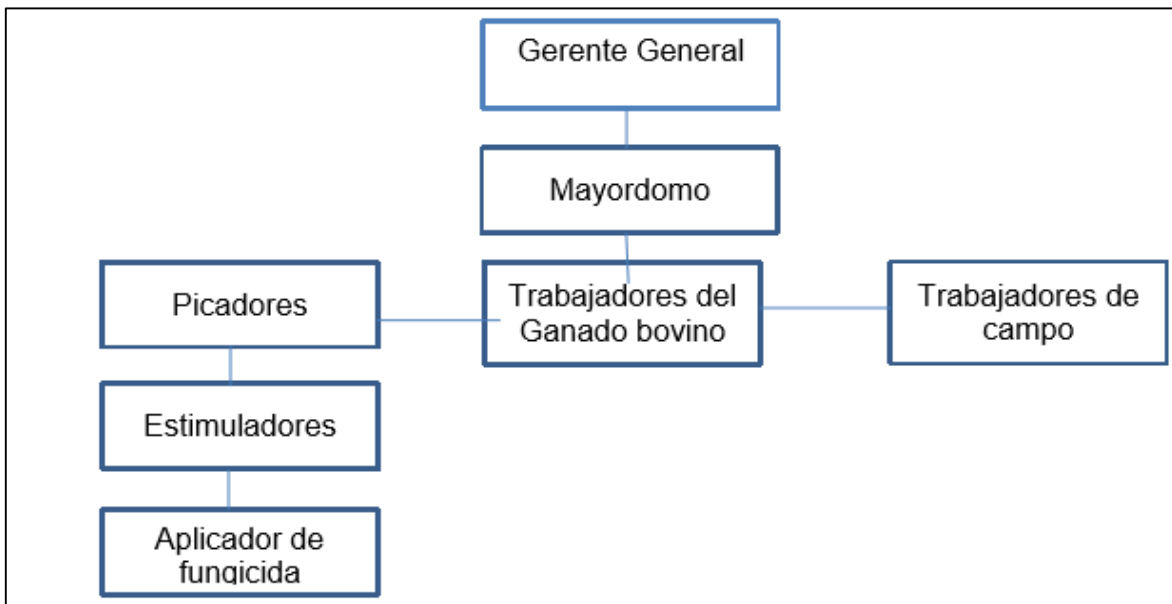 Gerente General
Mayordomo
Picadores
Trabajadores del
Ganado bovino
Trabajadores de
campo
Estimuladores
Aplicador de
fungicida